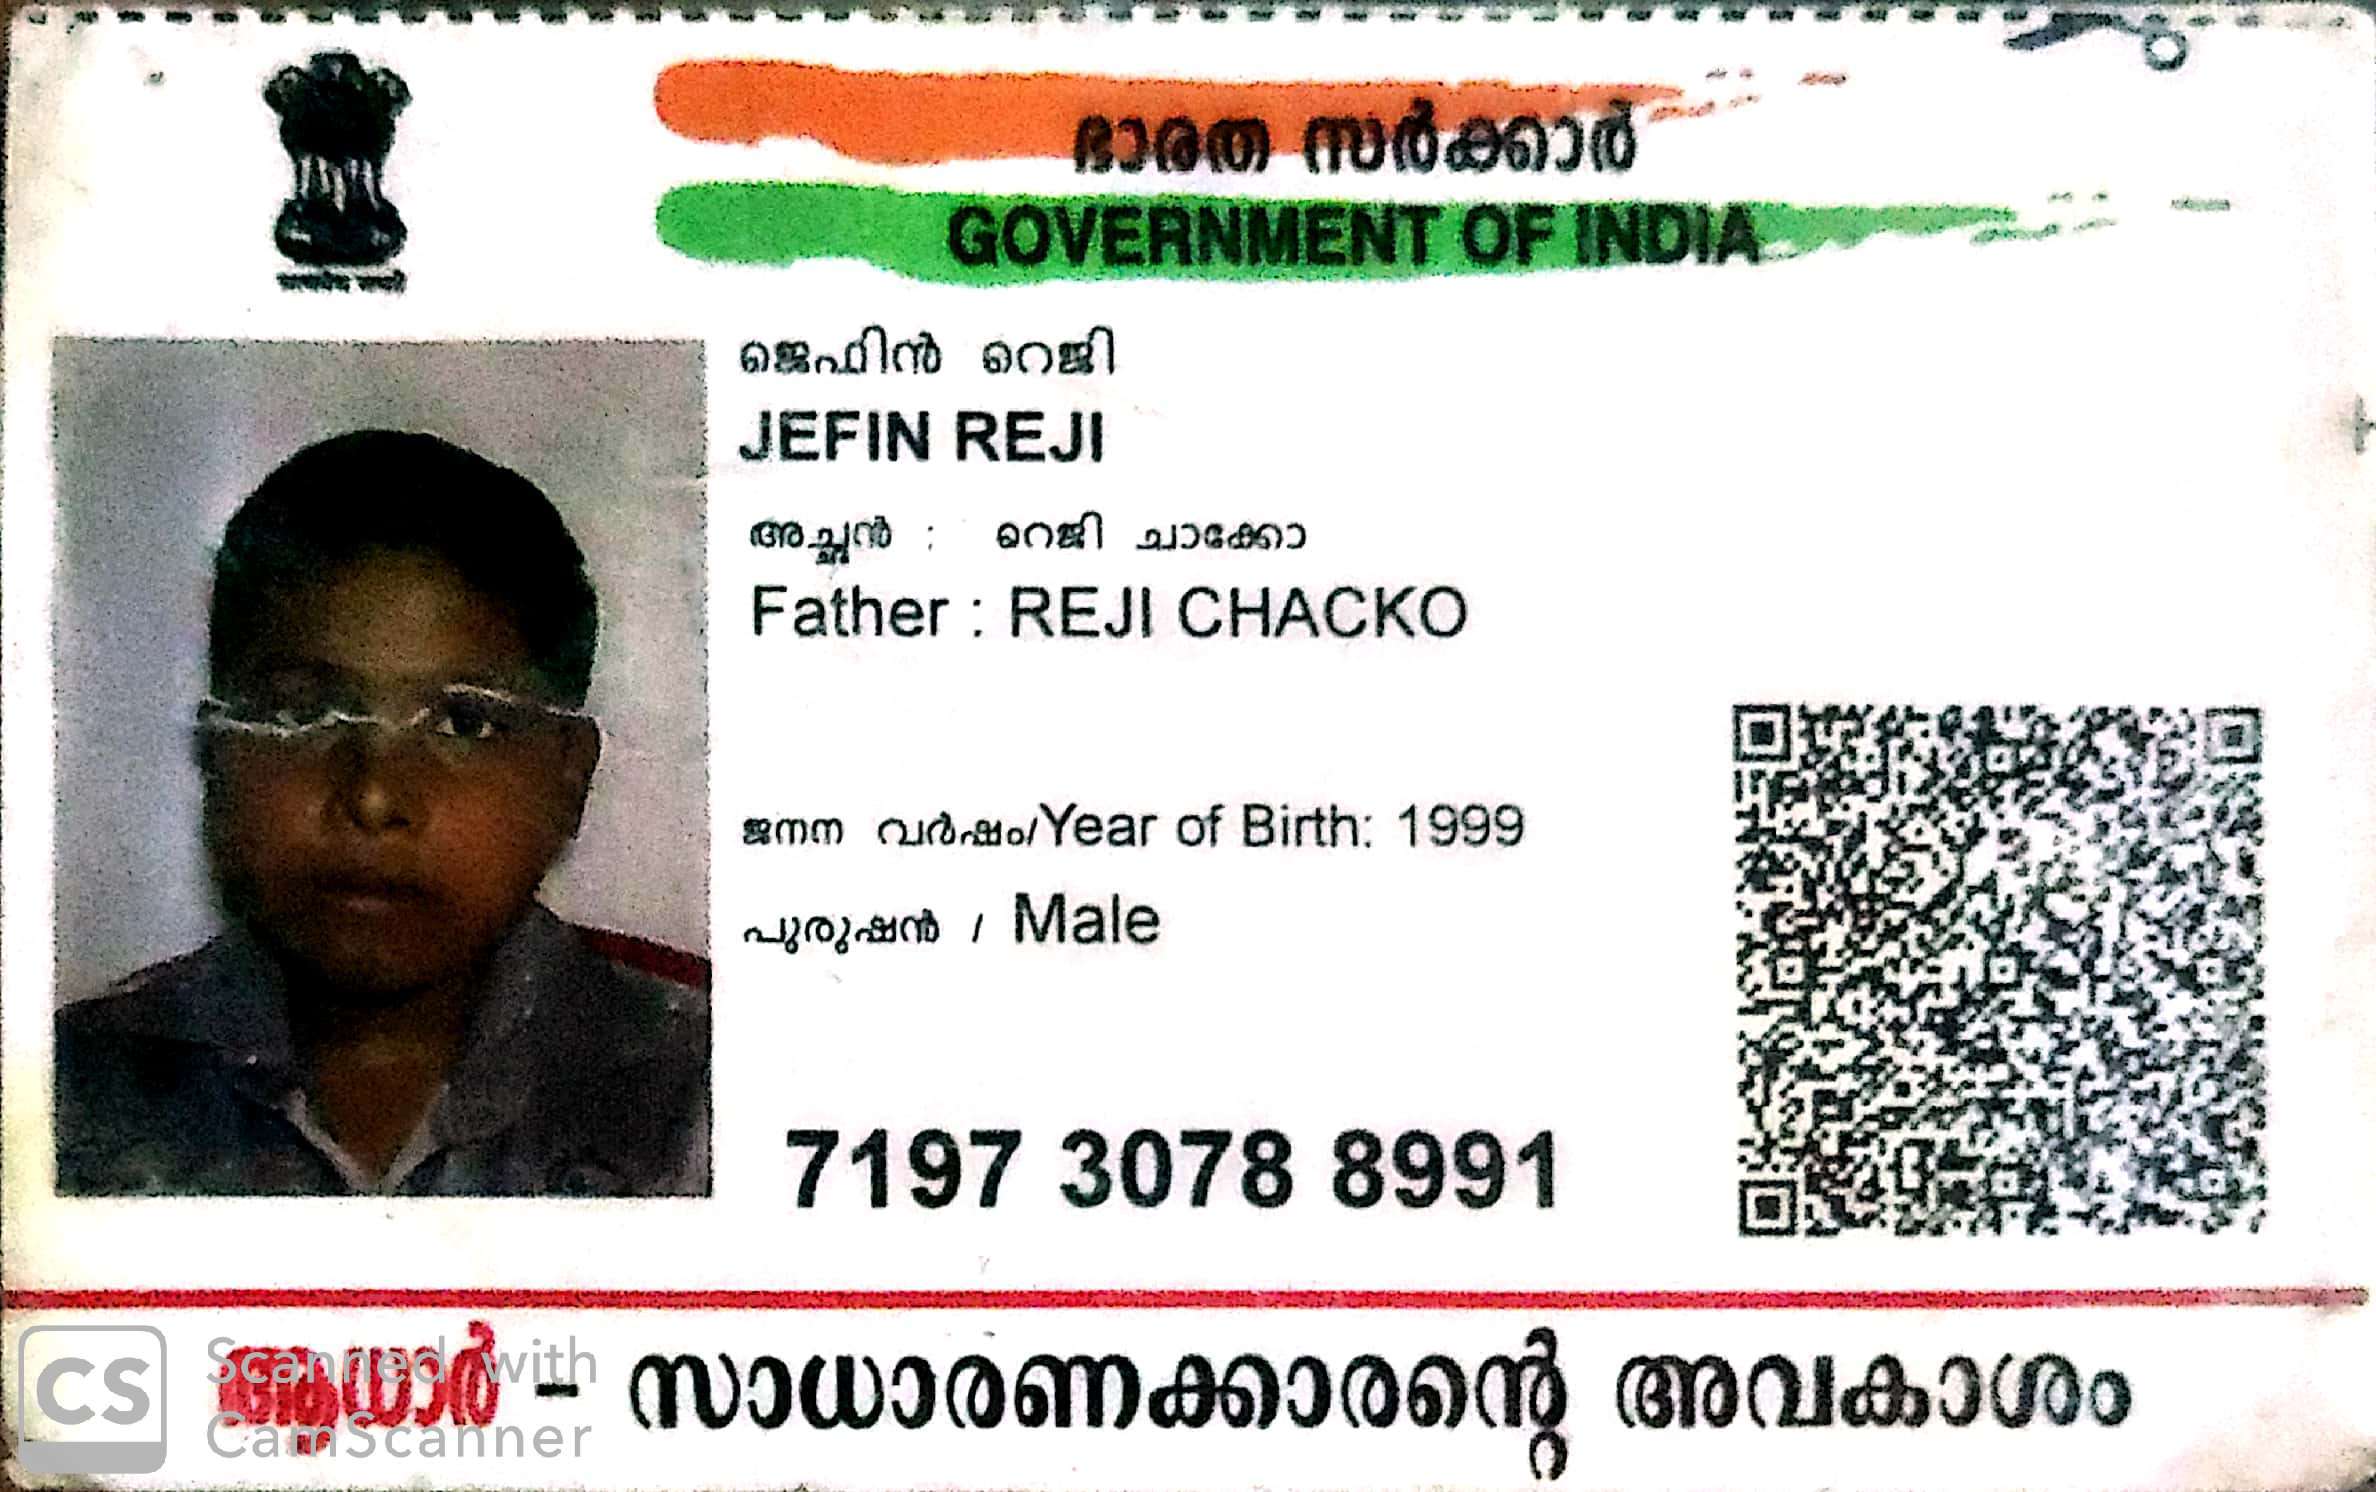 ഭാരത സർക്കാർ
GOVERNMENT OF INDIA
ജെഫിൻ റെജി
JEFIN REJI
അച്ഛൻ : റെജി ചാക്കോ
Father : REJI CHACKO
ജനന വർഷം/Year of Birth: 1999
പുരുഷൻ / Male
7197 3078 8991
ആധാർ - സാധാരണക്കാരന്റെ അവകാശം
CS Scanned with
CamScanner